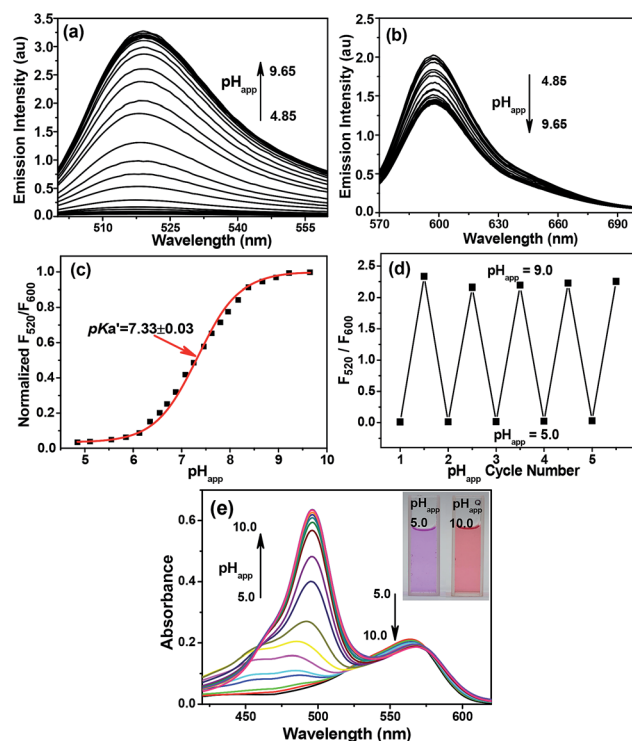 (a)
Emission Intensity (au)
3.5
3.0
2.5
2.0
1.5
1.0
0.5
0.0
pHapp
9.65
4.85
510 525 540 555
Wavelength (nm)
(b)
Emission Intensity (au)
2.5
2.0
1.5
1.0
0.5
0.0
pHapp
4.85
9.65
570 600 630 660 690
Wavelength (nm)
(c)
Normalized F520/F600
1.0
0.8
0.6
0.4
0.2
0.0
pKa'=7.33±0.03
5 6 7 8 9 10
pHapp
(d)
F520 / F600
2.5
2.0
1.5
1.0
0.5
0.0
pHapp = 9.0
pHapp = 5.0
1 2 3 4 5
pHapp Cycle Number
(e)
Absorbance
0.6
0.4
0.2
0.0
10.0
pHapp
5.0
5.0
10.0
pHapp pHapp
5.0 10.0
450 500 550 600
Wavelength (nm)